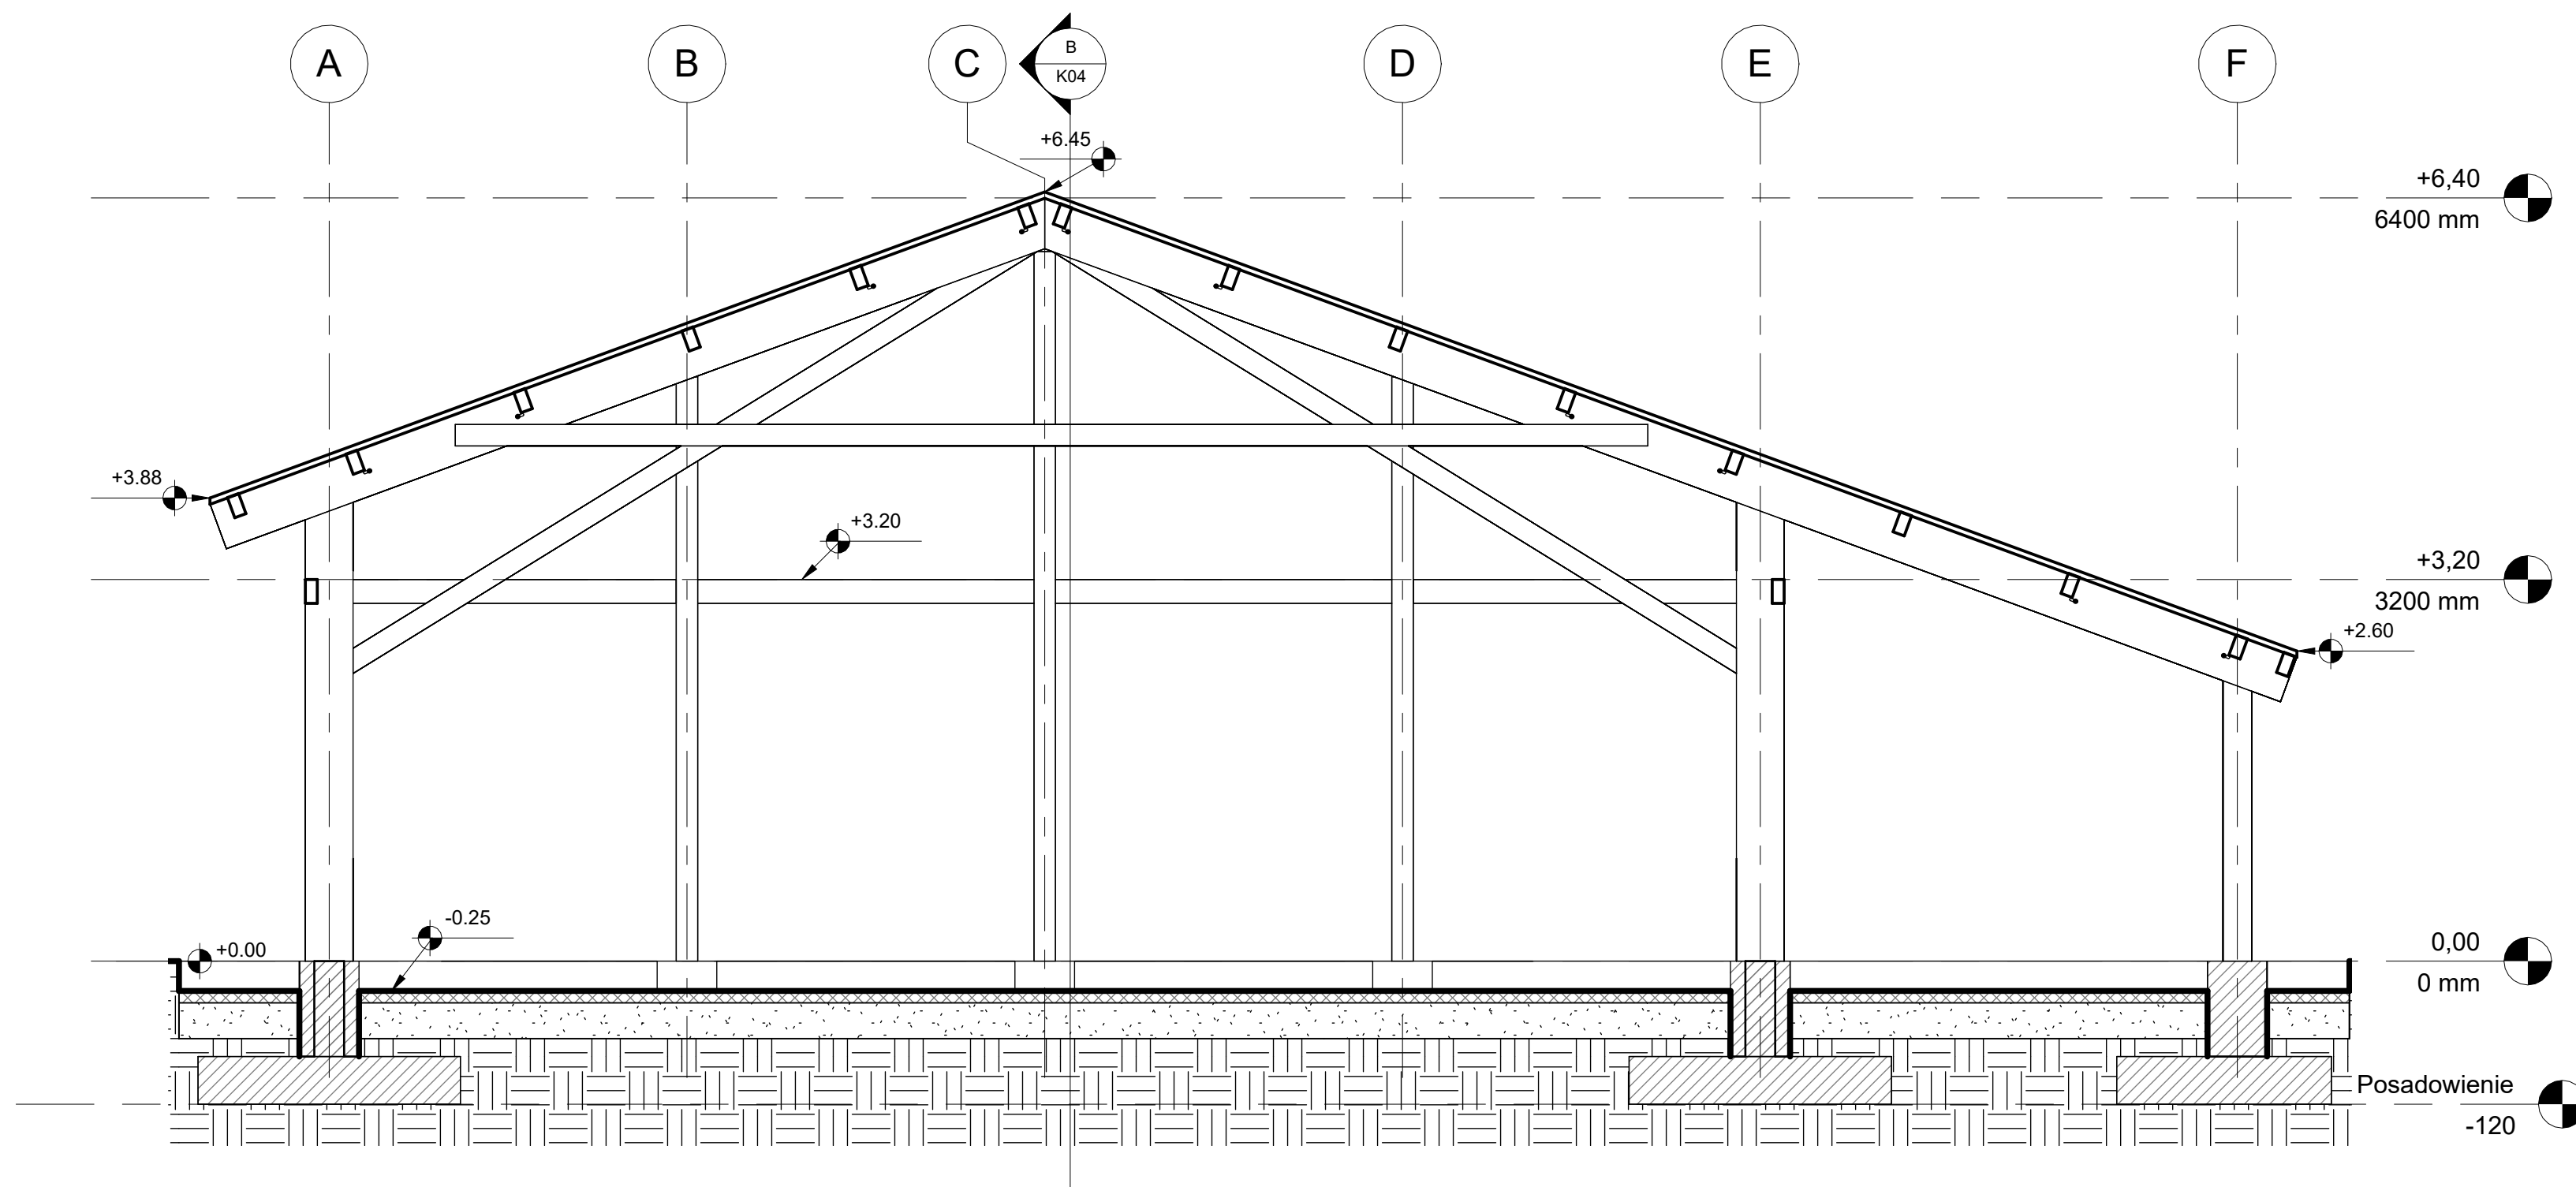 A
B
C
B
K04
D
E
F
+6.45
+6,40
6400 mm
+3.88
+3.20
+3,20
3200 mm
+2.60
-0.25
+0.00
0,00
0 mm
Posadowienie
-120